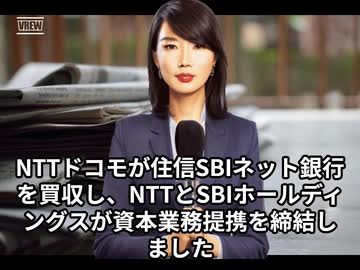 VREW
NTTドコモが住信SBIネット銀行
を買収し、NTTとSBIホールディ
ングスが資本業務提携を締結し
ました